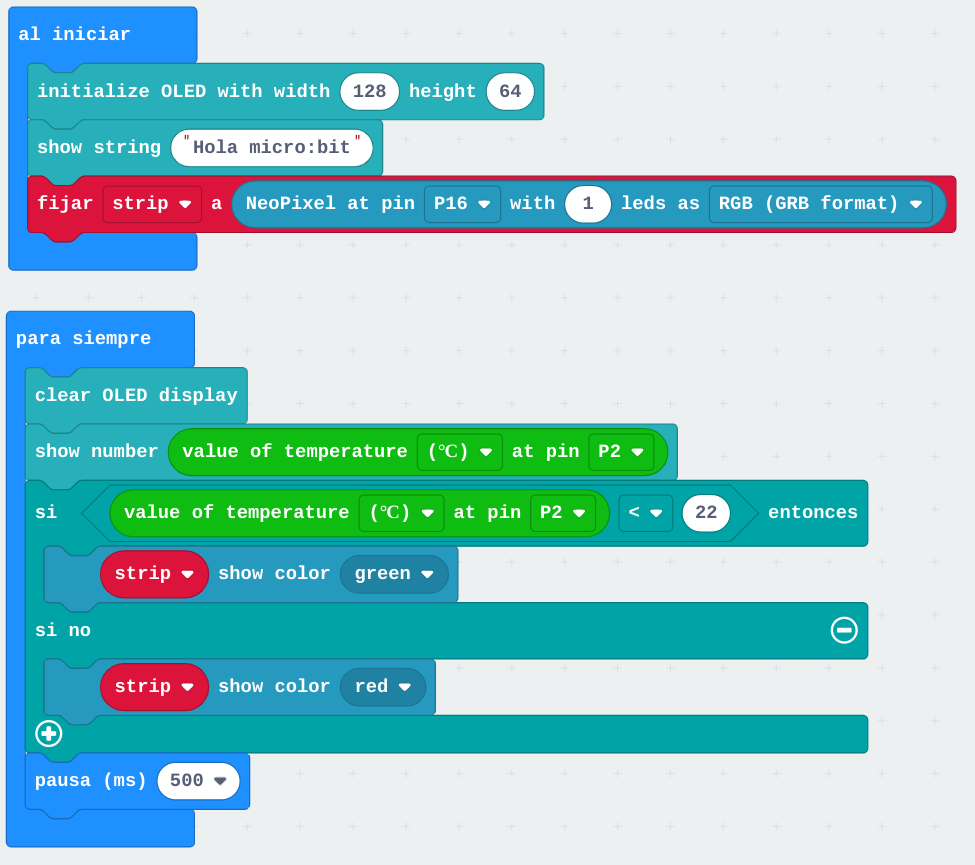 al iniciar
initialize OLED with width 128 height 64
show string "Hola micro:bit"
fijar strip a NeoPixel at pin P16 with 1 leds as RGB (GRB format)
para siempre
clear OLED display
show number value of temperature (℃) at pin P2
si value of temperature (℃) at pin P2 < 22 entonces
strip show color green
si no
strip show color red
pausa (ms) 500